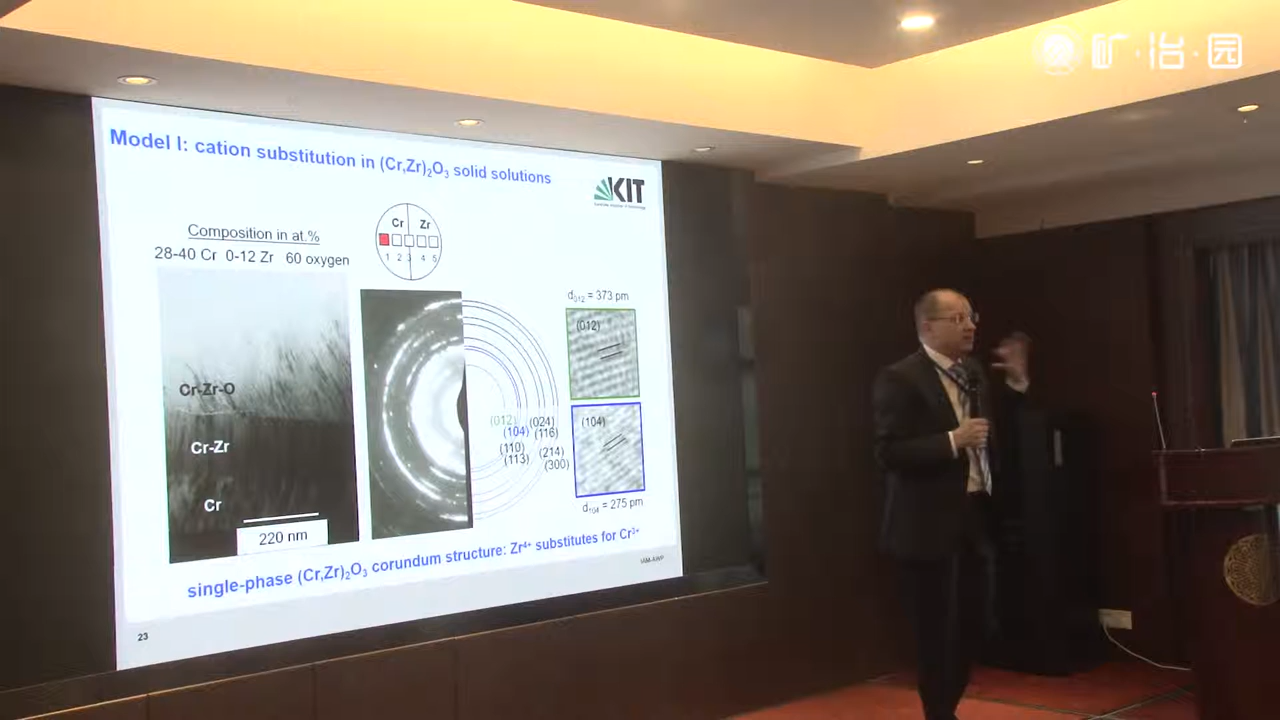 矿·冶·园
Model I: cation substitution in (Cr,Zr)₂O₃ solid solutions
KIT
Composition in at.%
28-40 Cr 0-12 Zr 60 oxygen
Cr Zr
1 2 3 4 5
d₀₁₂ = 373 pm
(012)
Cr-Zr-O
Cr-Zr
Cr
220 nm
(012) (024)
(104) (116)
(110) (214)
(113) (300)
(104)
d₁₀₄ = 275 pm
single-phase (Cr,Zr)₂O₃ corundum structure: Zr⁴⁺ substitutes for Cr³⁺
IAM-AWP
23